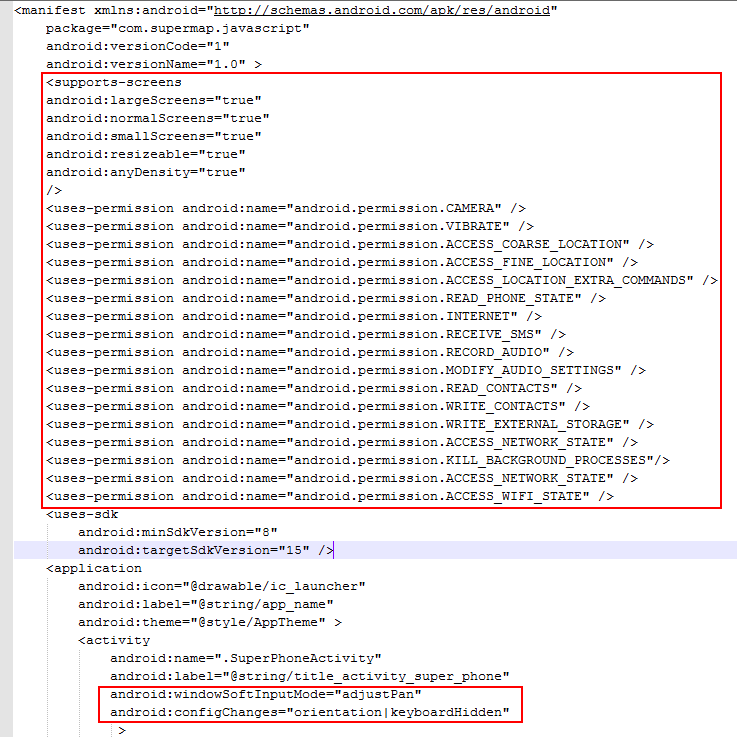 <manifest xmlns:android="http://schemas.android.com/apk/res/android"
package="com.supermap.javascript"
android:versionCode="1"
android:versionName="1.0" >
<supports-screens
android:largeScreens="true"
android:normalScreens="true"
android:smallScreens="true"
android:resizeable="true"
android:anyDensity="true"
/>
<uses-permission android:name="android.permission.CAMERA" />
<uses-permission android:name="android.permission.VIBRATE" />
<uses-permission android:name="android.permission.ACCESS_COARSE_LOCATION" />
<uses-permission android:name="android.permission.ACCESS_FINE_LOCATION" />
<uses-permission android:name="android.permission.ACCESS_LOCATION_EXTRA_COMMANDS" />
<uses-permission android:name="android.permission.READ_PHONE_STATE" />
<uses-permission android:name="android.permission.INTERNET" />
<uses-permission android:name="android.permission.RECEIVE_SMS" />
<uses-permission android:name="android.permission.RECORD_AUDIO" />
<uses-permission android:name="android.permission.MODIFY_AUDIO_SETTINGS" />
<uses-permission android:name="android.permission.READ_CONTACTS" />
<uses-permission android:name="android.permission.WRITE_CONTACTS" />
<uses-permission android:name="android.permission.WRITE_EXTERNAL_STORAGE" />
<uses-permission android:name="android.permission.ACCESS_NETWORK_STATE" />
<uses-permission android:name="android.permission.KILL_BACKGROUND_PROCESSES"/>
<uses-permission android:name="android.permission.ACCESS_NETWORK_STATE" />
<uses-permission android:name="android.permission.ACCESS_WIFI_STATE" />
<uses-sdk
android:minSdkVersion="8"
android:targetSdkVersion="15" />
<application
android:icon="@drawable/ic_launcher"
android:label="@string/app_name"
android:theme="@style/AppTheme" >
<activity
android:name=".SuperPhoneActivity"
android:label="@string/title_activity_super_phone"
android:windowSoftInputMode="adjustPan"
android:configChanges="orientation|keyboardHidden"
>